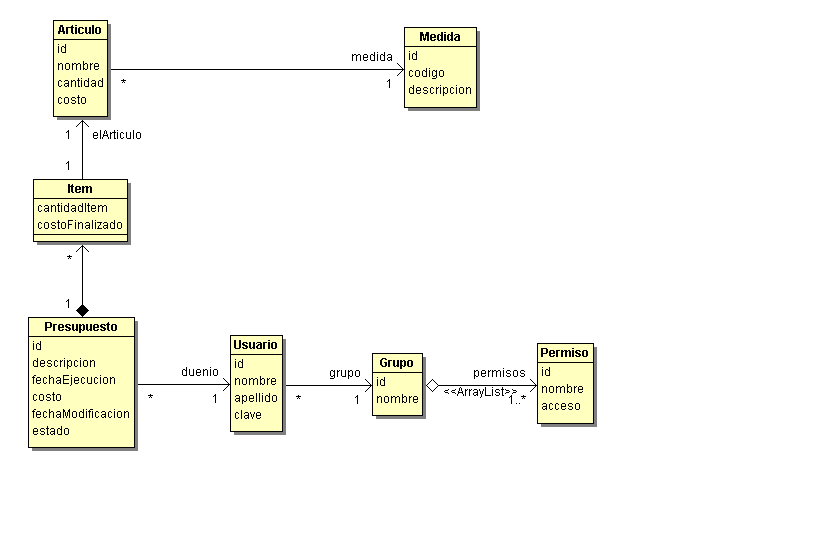 Articulo
id
nombre
cantidad
costo
medida
*
1
Medida
id
codigo
descripcion
1
elArticulo
1
Item
cantidadItem
costoFinalizado
*
1
Presupuesto
id
descripcion
fechaEjecucion
costo
fechaModificacion
estado
duenio
*
1
Usuario
id
nombre
apellido
clave
grupo
*
1
Grupo
id
nombre
permisos
<<ArrayList>>
1..*
Permiso
id
nombre
acceso